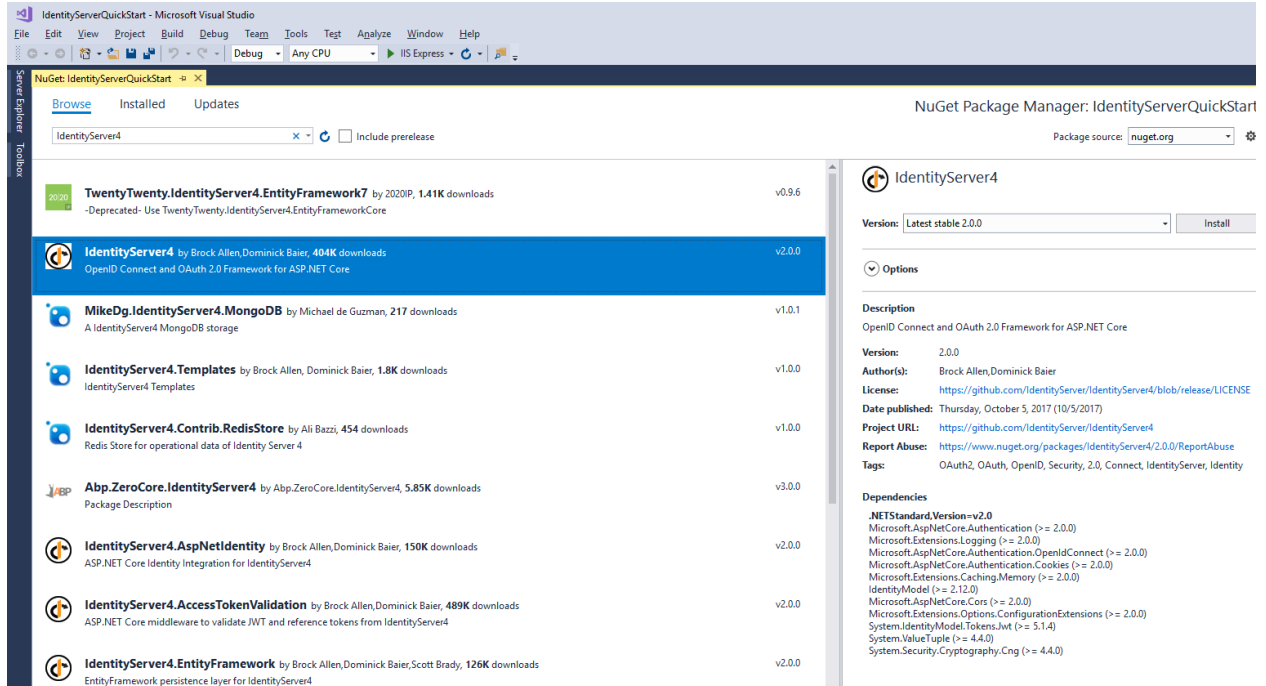 IdentityServerQuickStart - Microsoft Visual Studio
File Edit View Project Build Debug Team Tools Test Analyze Window Help
Debug Any CPU IIS Express
Server Explorer
Toolbox
NuGet: IdentityServerQuickStart
Browse Installed Updates
NuGet Package Manager: IdentityServerQuickStart
IdentityServer4
Include prerelease
Package source: nuget.org
20|20
TwentyTwenty.IdentityServer4.EntityFramework7 by 2020IP, 1.41K downloads
v0.9.6
-Deprecated- Use TwentyTwenty.IdentityServer4.EntityFrameworkCore
IdentityServer4 by Brock Allen,Dominick Baier, 404K downloads
v2.0.0
OpenID Connect and OAuth 2.0 Framework for ASP.NET Core
MikeDg.IdentityServer4.MongoDB by Michael de Guzman, 217 downloads
v1.0.1
A IdentityServer4 MongoDB storage
IdentityServer4.Templates by Brock Allen, Dominick Baier, 1.8K downloads
v1.0.0
IdentityServer4 Templates
IdentityServer4.Contrib.RedisStore by Ali Bazzi, 454 downloads
v1.0.0
Redis Store for operational data of Identity Server 4
ABP
Abp.ZeroCore.IdentityServer4 by Abp.ZeroCore.IdentityServer4, 5.85K downloads
v3.0.0
Package Description
IdentityServer4.AspNetIdentity by Brock Allen,Dominick Baier, 150K downloads
v2.0.0
ASP.NET Core Identity Integration for IdentityServer4
IdentityServer4.AccessTokenValidation by Brock Allen,Dominick Baier, 489K downloads
v2.0.0
ASP.NET Core middleware to validate JWT and reference tokens from IdentityServer4
IdentityServer4.EntityFramework by Brock Allen,Dominick Baier,Scott Brady, 126K downloads
v2.0.0
EntityFramework persistence layer for IdentityServer4
IdentityServer4
Version: Latest stable 2.0.0 Install
Options
Description
OpenID Connect and OAuth 2.0 Framework for ASP.NET Core
Version: 2.0.0
Author(s): Brock Allen,Dominick Baier
License: https://github.com/IdentityServer/IdentityServer4/blob/release/LICENSE
Date published: Thursday, October 5, 2017 (10/5/2017)
Project URL: https://github.com/IdentityServer/IdentityServer4
Report Abuse: https://www.nuget.org/packages/IdentityServer4/2.0.0/ReportAbuse
Tags: OAuth2, OAuth, OpenID, Security, 2.0, Connect, IdentityServer, Identity
Dependencies
.NETStandard,Version=v2.0
Microsoft.AspNetCore.Authentication (>= 2.0.0)
Microsoft.Extensions.Logging (>= 2.0.0)
Microsoft.AspNetCore.Authentication.OpenIdConnect (>= 2.0.0)
Microsoft.AspNetCore.Authentication.Cookies (>= 2.0.0)
Microsoft.Extensions.Caching.Memory (>= 2.0.0)
IdentityModel (>= 2.12.0)
Microsoft.AspNetCore.Cors (>= 2.0.0)
Microsoft.Extensions.Options.ConfigurationExtensions (>= 2.0.0)
System.IdentityModel.Tokens.Jwt (>= 5.1.4)
System.ValueTuple (>= 4.4.0)
System.Security.Cryptography.Cng (>= 4.4.0)